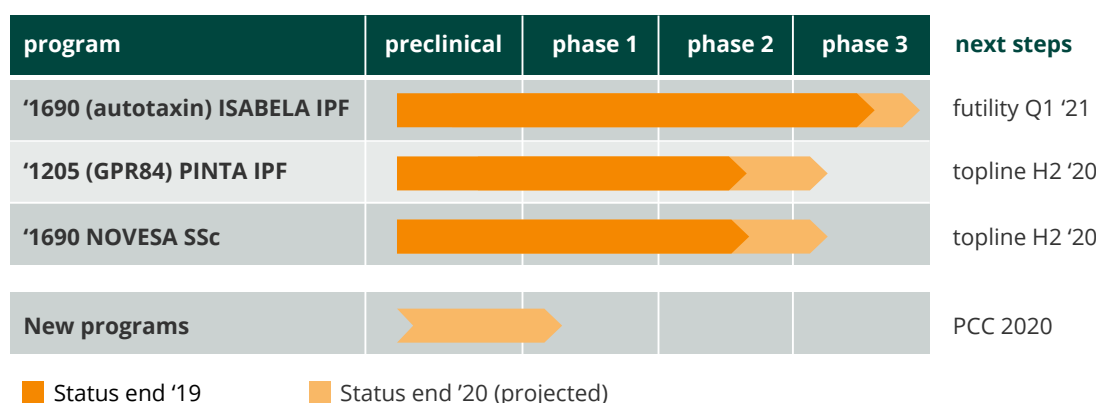 program preclinical phase 1 phase 2 phase 3 next steps
‘1690 (autotaxin) ISABELA IPF futility Q1 ‘21
‘1205 (GPR84) PINTA IPF topline H2 ‘20
‘1690 NOVESA SSc topline H2 ‘20
New programs PCC 2020
Status end ‘19 Status end ’20 (projected)